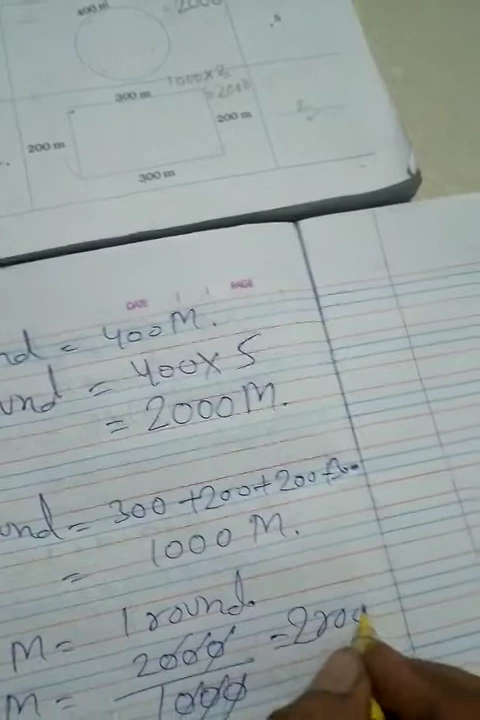 400 m
= 2000
300 m
1000 x 2
= 2000
200 m
200 m
300 m
DATE
PAGE
nd = 400 M.
und = 400 x 5
= 2000 M.
und = 300 + 200 + 200 +
= 1000 M.
M = 1 round.
M = 2000 / 1000 =